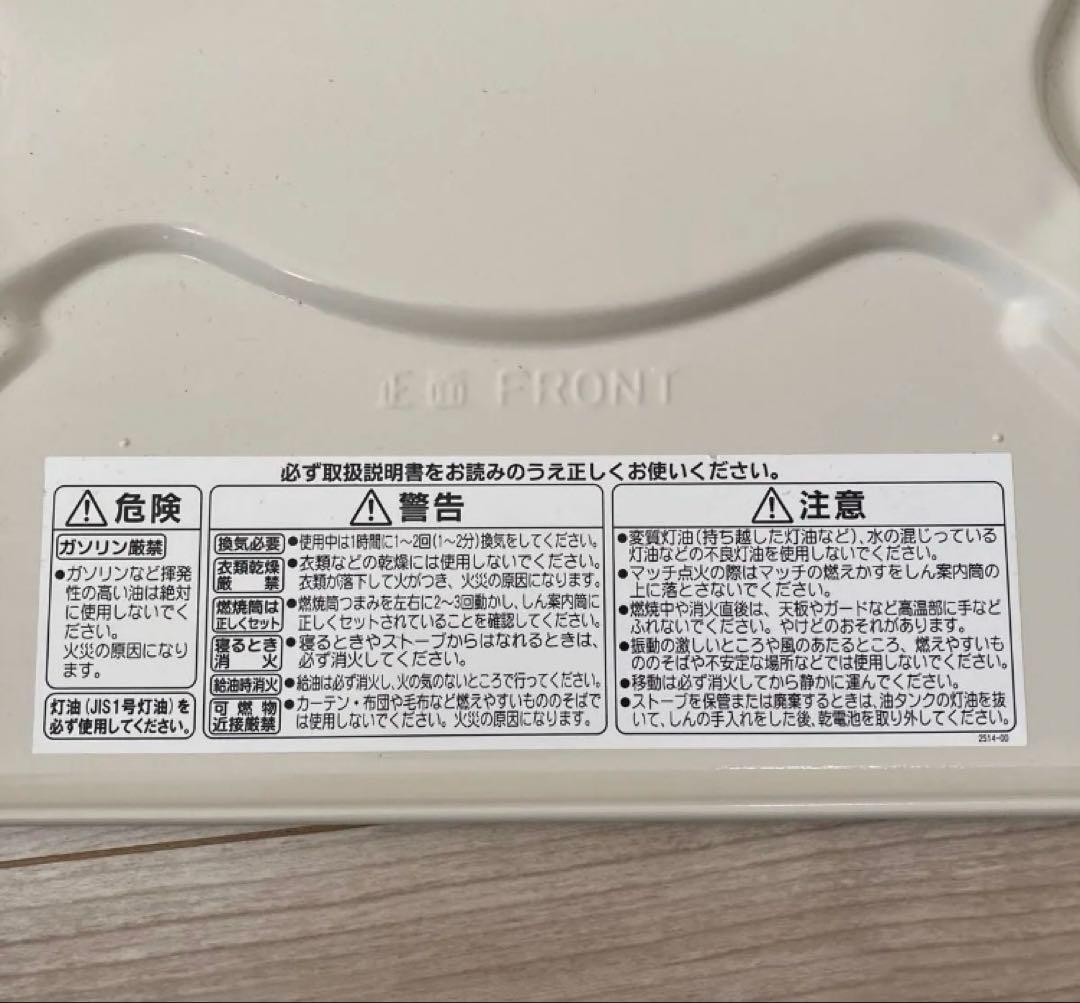 正面 FRONT
必ず取扱説明書をお読みのうえ正しくお使いください。
危険
ガソリン厳禁
●ガソリンなど揮発
性の高い油は絶対
に使用しないでく
ださい。
火災の原因になり
ます。
灯油(JIS1号灯油)を
必ず使用してください。
警告
換気必要 ●使用中は1時間に1〜2回(1〜2分)換気をしてください。
衣類乾燥 ●衣類などの乾燥には使用しないでください。
厳禁 衣類が落下して火がつき、火災の原因になります。
燃焼筒は ●燃焼筒つまみを左右に2〜3回動かし、しん案内筒に
正しくセット 正しくセットされていることを確認してください。
寝るとき ●寝るときやストーブからはなれるときは、
消火 必ず消火してください。
給油時消火 ●給油は必ず消火し、火の気のないところで行ってください。
可燃物 ●カーテン・布団や毛布など燃えやすいもののそばで
近接厳禁 は使用しないでください。火災の原因になります。
注意
●変質灯油(持ち越した灯油など)、水の混じっている
灯油などの不良灯油を使用しないでください。
●マッチ点火の際はマッチの燃えかすをしん案内筒の
上に落とさないでください。
●燃焼中や消火直後は、天板やガードなど高温部に手など
ふれないでください。やけどのおそれがあります。
●振動の激しいところや風のあたるところ、燃えやすいも
ののそばや不安定な場所などでは使用しないでください。
●移動は必ず消火してから静かに運んでください。
●ストーブを保管または廃棄するときは、油タンクの灯油を抜
いて、しんの手入れをした後、乾電池を取り外してください。
2514-00